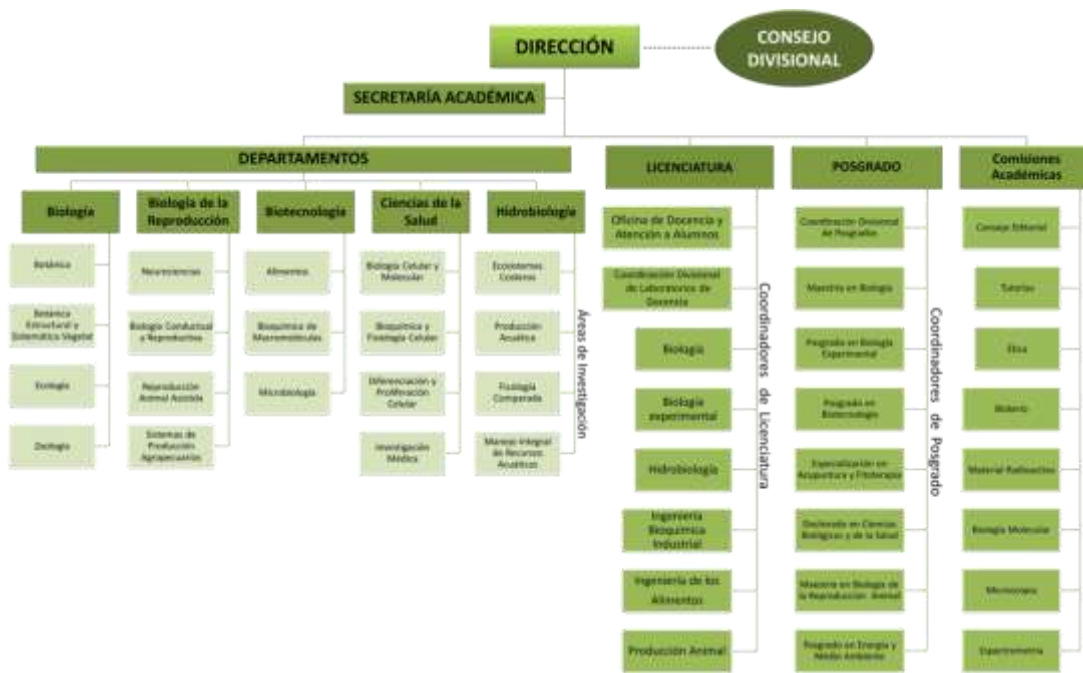 DIRECCIÓN
CONSEJO
DIVISIONAL
SECRETARÍA ACADÉMICA
DEPARTAMENTOS
Biología
Botánica
Botánica
Estructural y
Sistemática Vegetal
Ecología
Zoología
Biología de la
Reproducción
Neurociencias
Biología Conductual
y Reproductiva
Reproducción
Animal Asistida
Sistemas de
Producción
Agropecuarios
Biotecnología
Alimentos
Bioquímica de
Macromoléculas
Microbiología
Ciencias de la
Salud
Biología Celular y
Molecular
Bioquímica y
Fisiología Celular
Diferenciación y
Proliferación
Celular
Investigación
Médica
Hidrobiología
Ecosistemas
Costeros
Producción
Acuática
Fisiología
Comparada
Manejo Integral
de Recursos
Acuáticos
Áreas de Investigación
LICENCIATURA
Oficina de Docencia y
Atención a Alumnos
Coordinación Divisional
de Laboratorios de
Docencia
Biología
Biología
experimental
Hidrobiología
Ingeniería
Bioquímica
Industrial
Ingeniería de los
Alimentos
Producción Animal
Coordinadores de Licenciatura
POSGRADO
Coordinación Divisional
de Posgrados
Maestría en Biología
Posgrado en Biología
Experimental
Posgrado en
Biotecnología
Especialización en
Acupuntura y Fitoterapia
Doctorado en Ciencias
Biológicas y de la Salud
Maestría en Biología de
la Reproducción Animal
Posgrado en Energía y
Medio Ambiente
Coordinadores de Posgrado
Comisiones
Académicas
Consejo Editorial
Tutorías
Ética
Bioterio
Material Radioactivo
Biología Molecular
Microscopía
Espectrometría